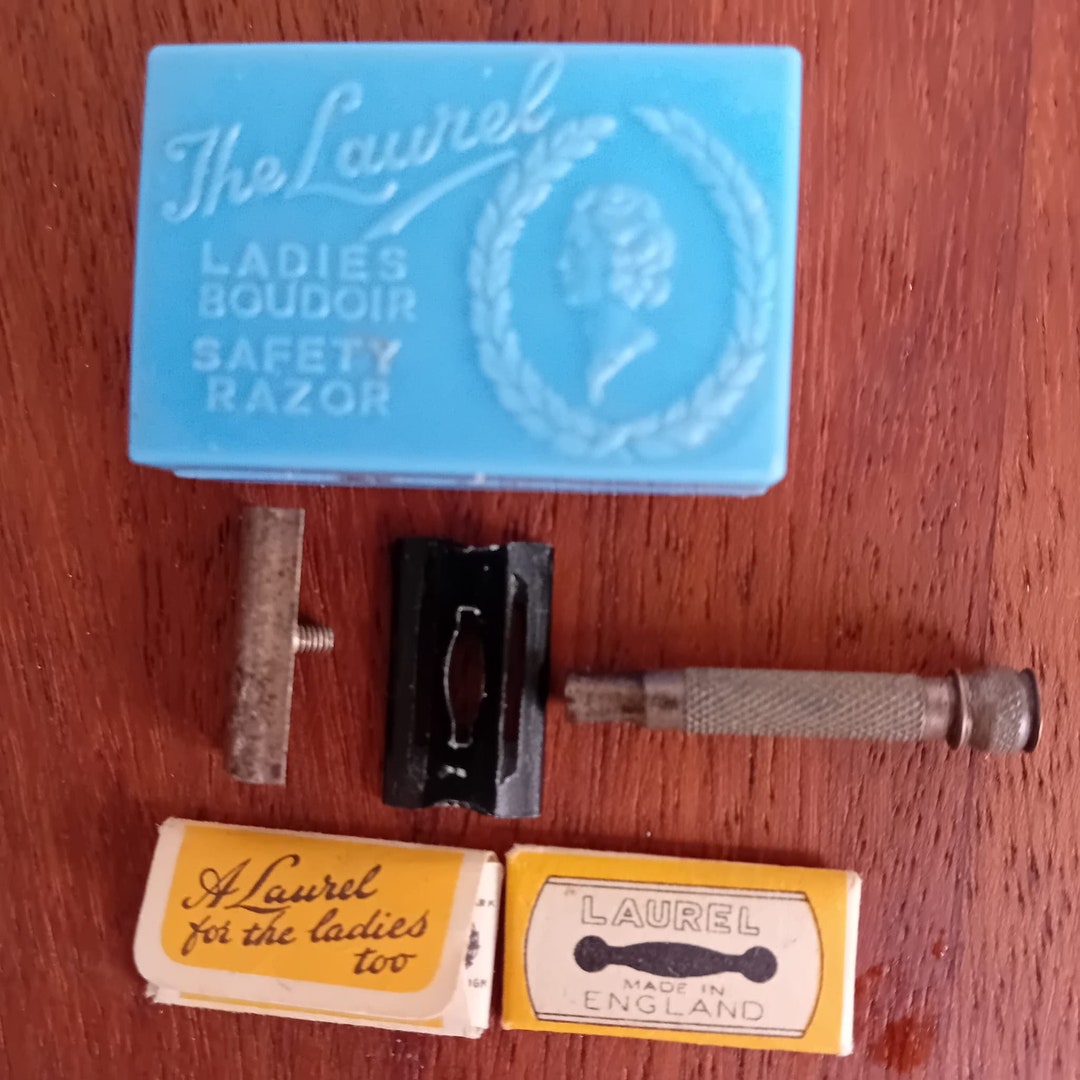 The Laurel
LADIES
BOUDOIR
SAFETY
RAZOR
A Laurel
for the ladies
too
LAUREL
MADE IN
ENGLAND